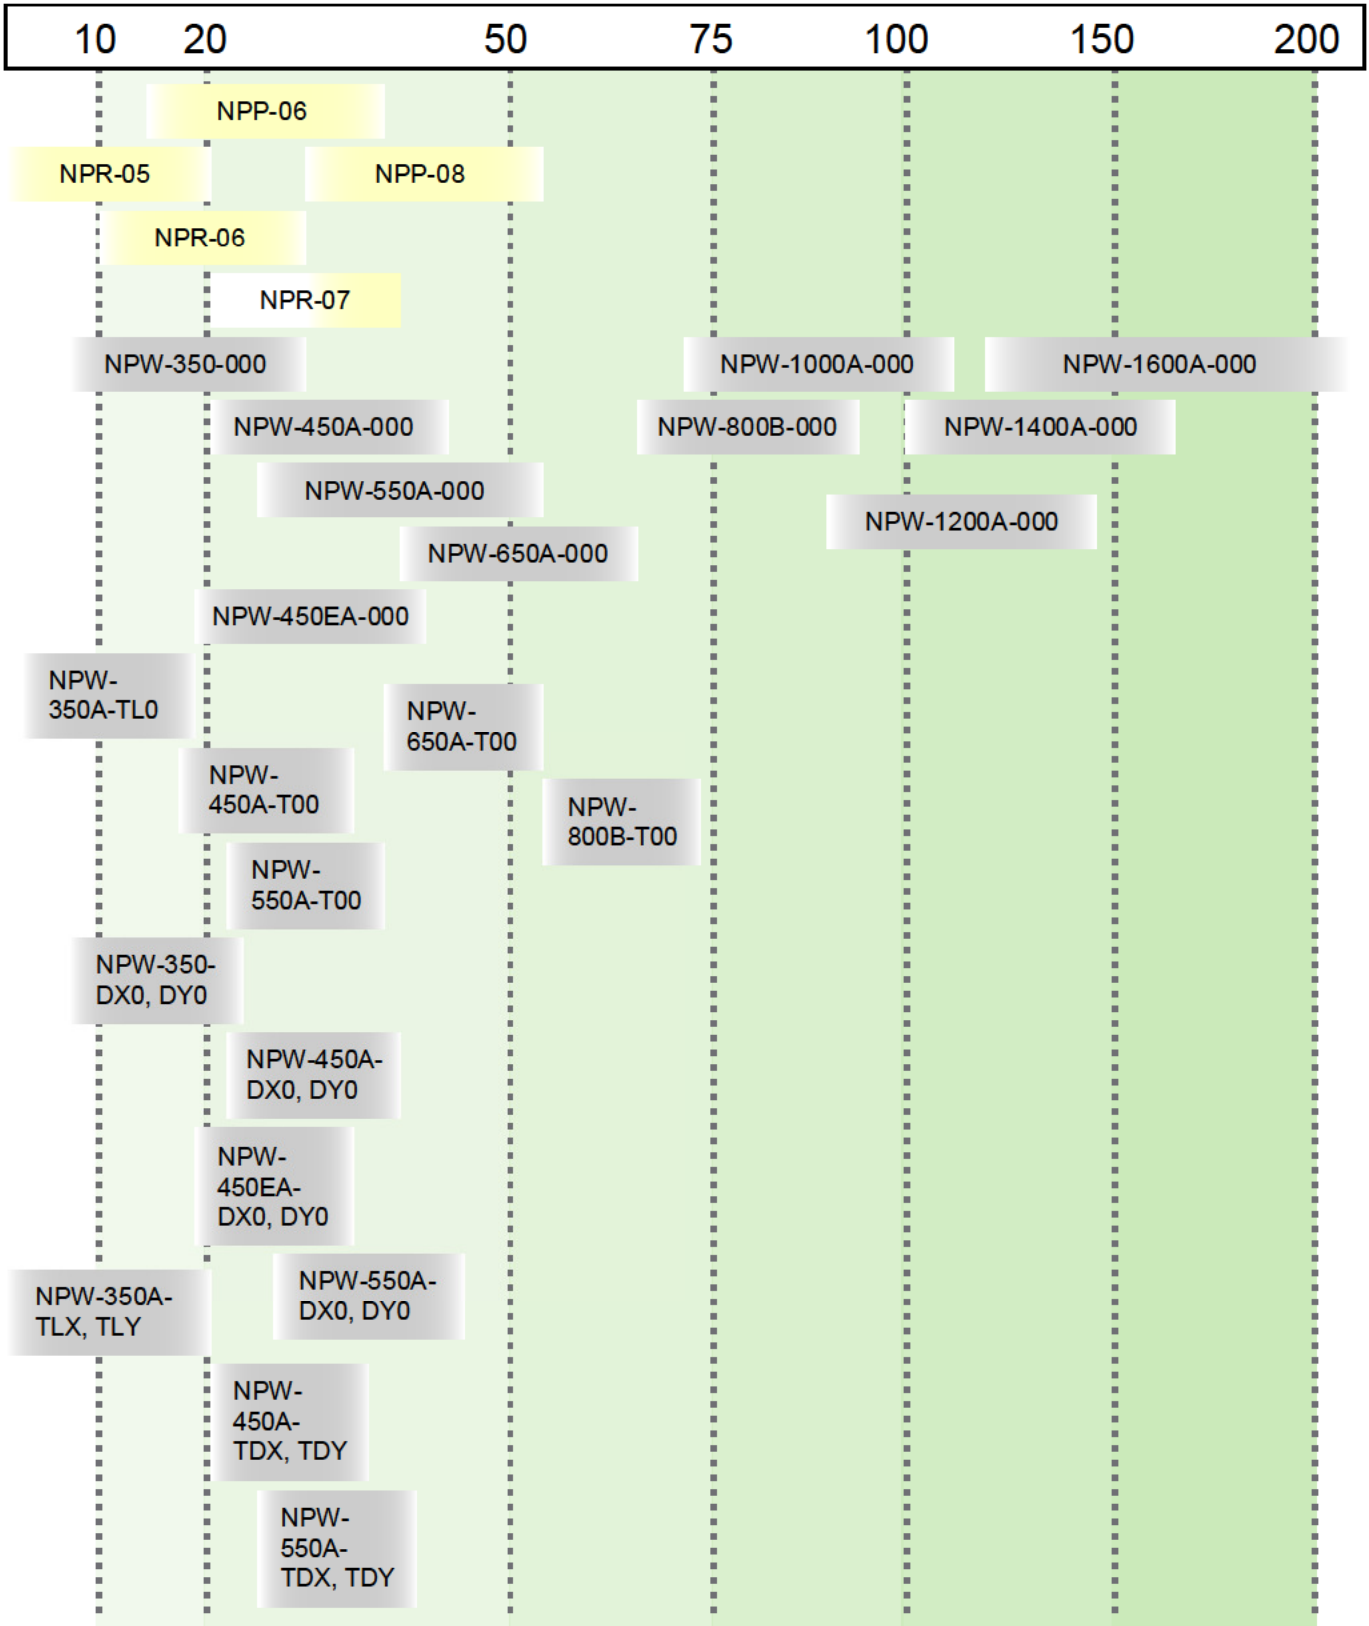 10 20 50 75 100 150 200
NPP-06
NPR-05 NPP-08
NPR-06
NPR-07
NPW-350-000 NPW-1000A-000 NPW-1600A-000
NPW-450A-000 NPW-800B-000 NPW-1400A-000
NPW-550A-000
NPW-1200A-000
NPW-650A-000
NPW-450EA-000
NPW-
350A-TL0
NPW-
650A-T00
NPW-
450A-T00
NPW-
800B-T00
NPW-
550A-T00
NPW-350-
DX0, DY0
NPW-450A-
DX0, DY0
NPW-
450EA-
DX0, DY0
NPW-550A-
DX0, DY0
NPW-350A-
TLX, TLY
NPW-
450A-
TDX, TDY
NPW-
550A-
TDX, TDY